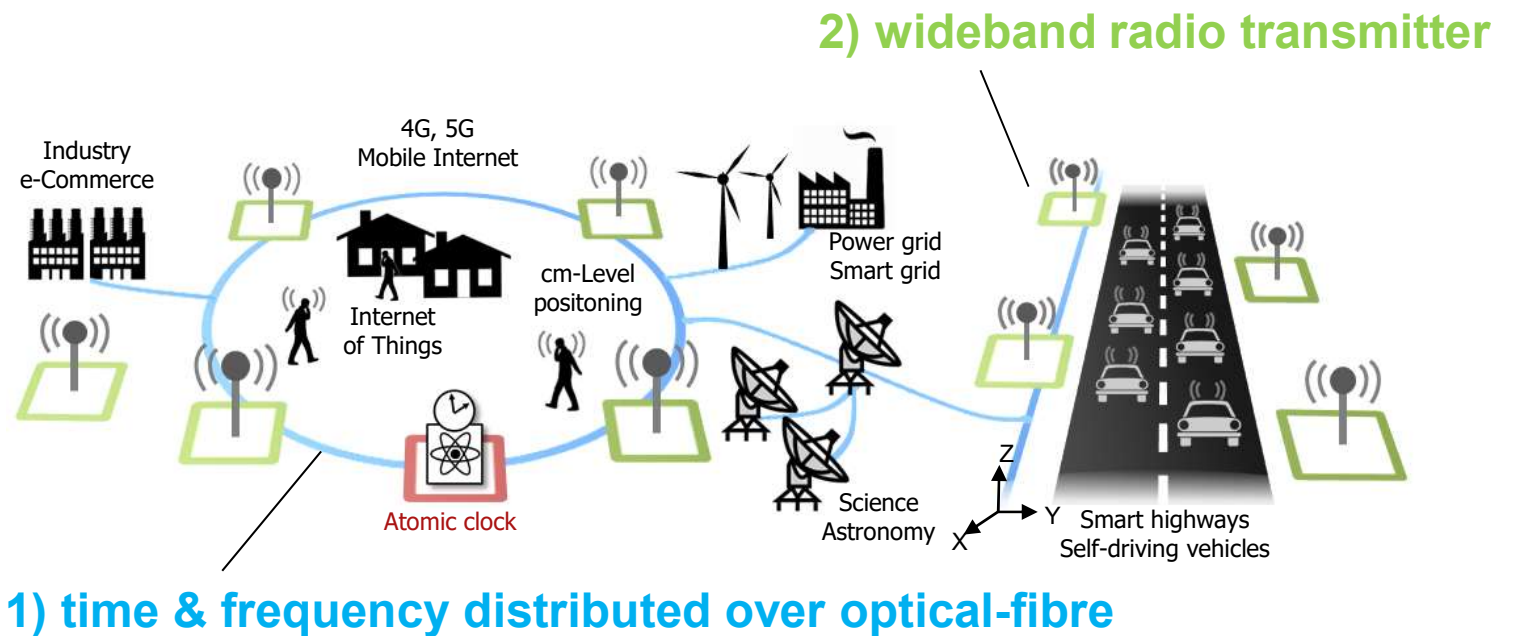 2) wideband radio transmitter
4G, 5G
Mobile Internet
Industry
e-Commerce
Power grid
Smart grid
cm-Level
positoning
Internet
of Things
Atomic clock
Science
Astronomy
Z
Y
X
Smart highways
Self-driving vehicles
1) time & frequency distributed over optical-fibre